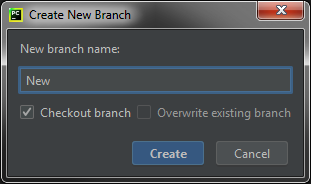 PC Create New Branch
New branch name:
New
Checkout branch Overwrite existing branch
Create Cancel